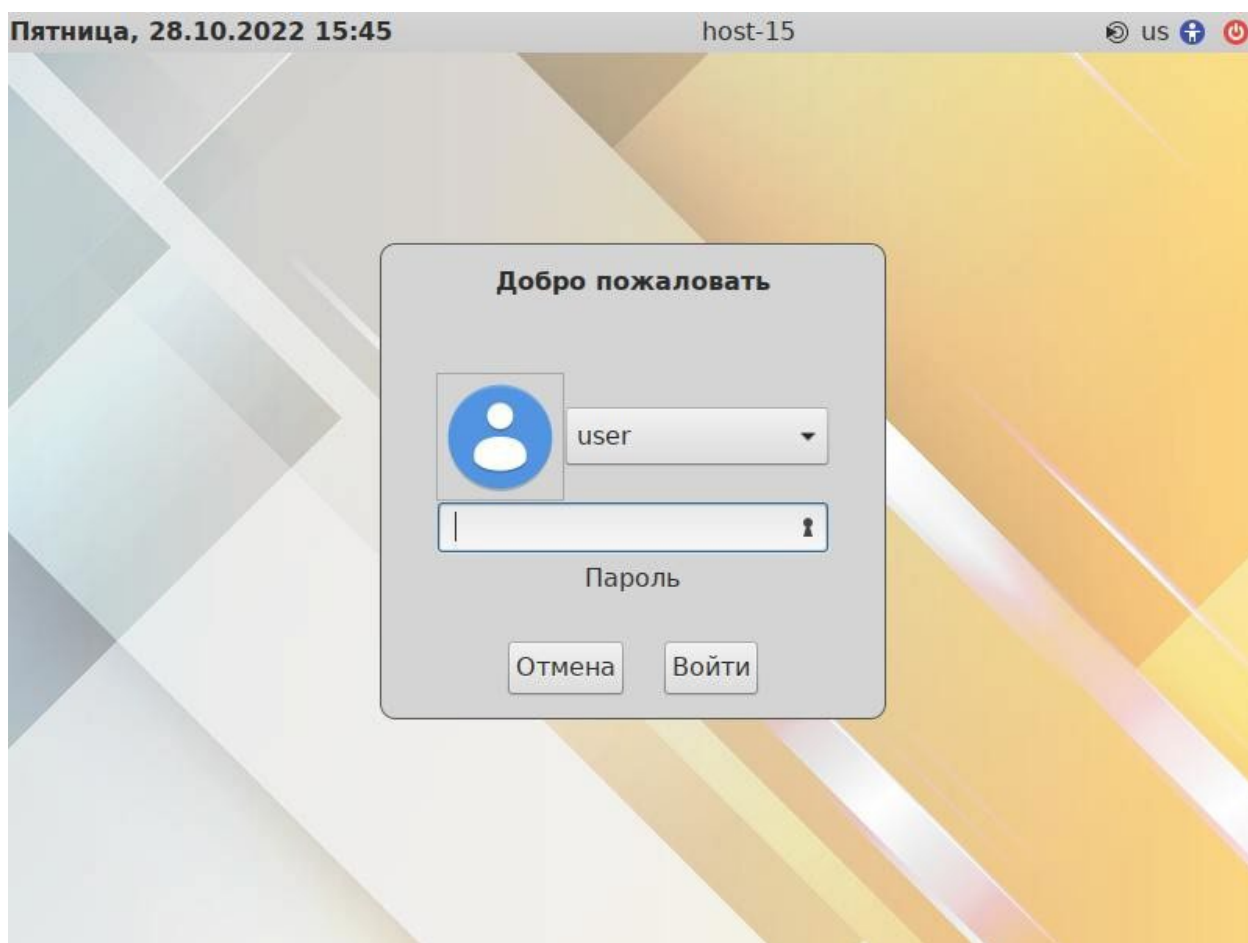 Пятница, 28.10.2022 15:45 host-15 us
Добро пожаловать
user
Пароль
Отмена Войти